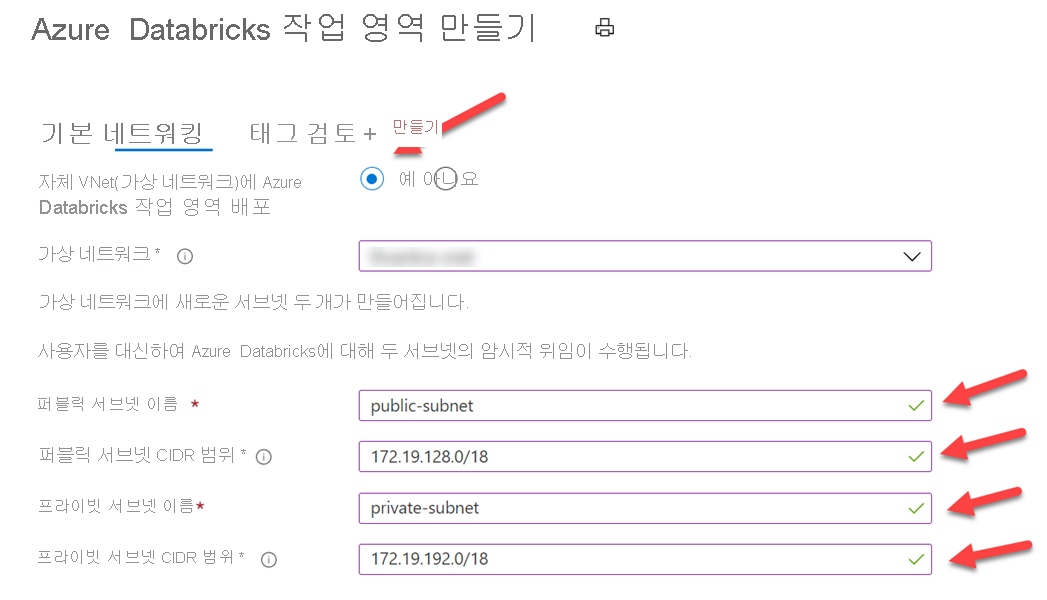 Azure Databricks 작업 영역 만들기
기본 네트워킹 태그 검토 + 만들기
자체 VNet(가상 네트워크)에 Azure
Databricks 작업 영역 배포
예 아니요
가상 네트워크 *
가상 네트워크에 새로운 서브넷 두 개가 만들어집니다.
사용자를 대신하여 Azure Databricks에 대해 두 서브넷의 암시적 위임이 수행됩니다.
퍼블릭 서브넷 이름 *
public-subnet
퍼블릭 서브넷 CIDR 범위 *
172.19.128.0/18
프라이빗 서브넷 이름*
private-subnet
프라이빗 서브넷 CIDR 범위 *
172.19.192.0/18